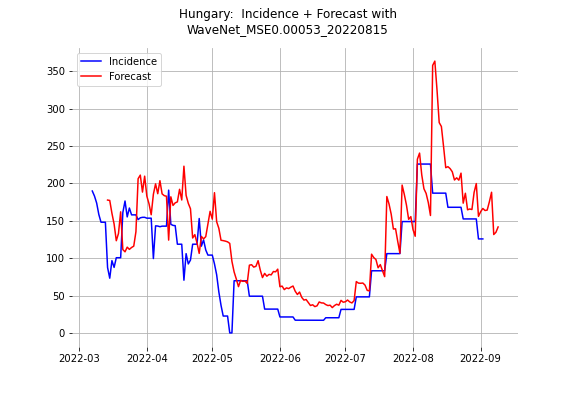 Hungary:  Incidence + Forecast with
WaveNet_MSE0.00053_20220815
Incidence
Forecast
350
300
250
200
150
100
50
0
2022-03 2022-04 2022-05 2022-06 2022-07 2022-08 2022-09